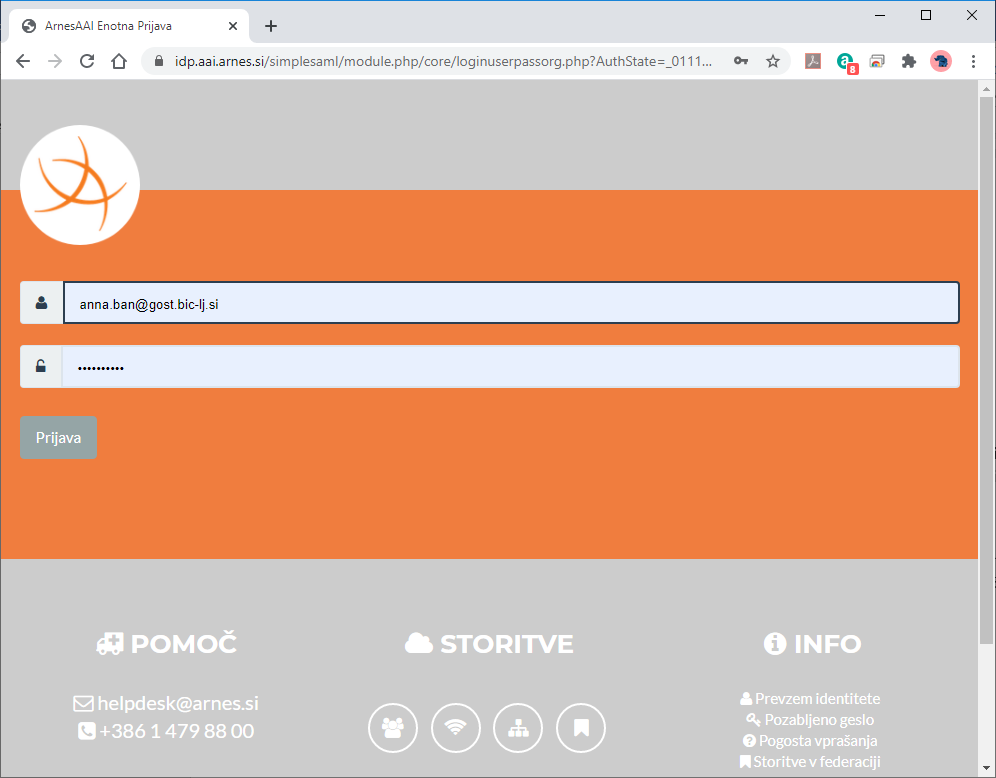 ArnesAAI Enotna Prijava
idp.aai.arnes.si/simplesaml/module.php/core/loginuserpassorg.php?AuthState=_0111...
a
8
anna.ban@gost.bic-lj.si
••••••••••
Prijava
POMOČ
helpdesk@arnes.si
+386 1 479 88 00
STORITVE
INFO
Prevzem identitete
Pozabljeno geslo
Pogosta vprašanja
Storitve v federaciji